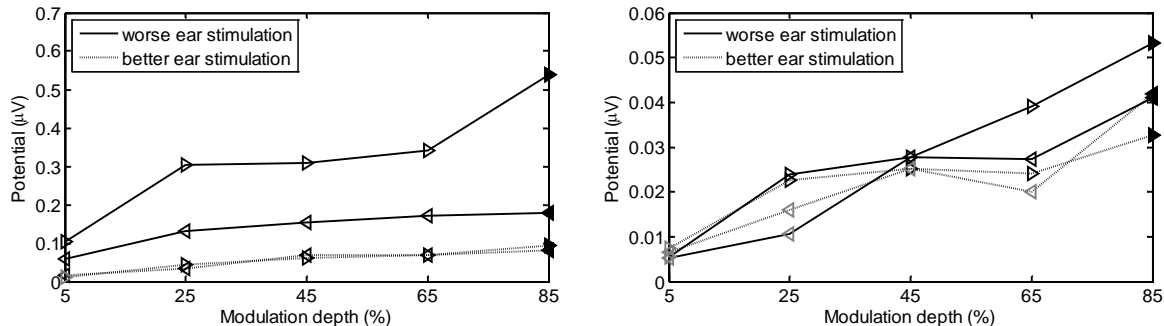 0.7
0.6
0.5
0.4
0.3
0.2
0.1
0
Potential (µV)
worse ear stimulation
better ear stimulation
5 25 45 65 85
Modulation depth (%)
0.06
0.05
0.04
0.03
0.02
0.01
0
Potential (µV)
worse ear stimulation
better ear stimulation
5 25 45 65 85
Modulation depth (%)